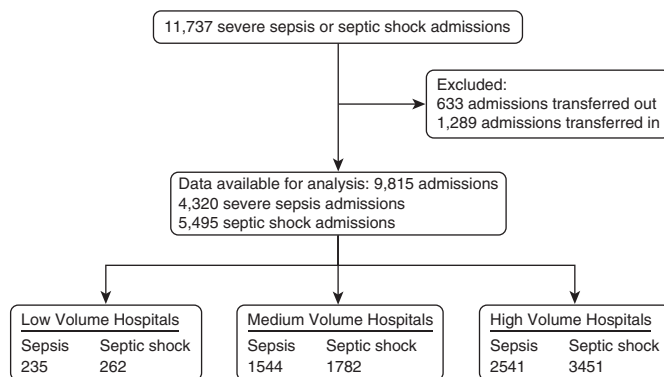 11,737 severe sepsis or septic shock admissions
Excluded:
633 admissions transferred out
1,289 admissions transferred in
Data available for analysis: 9,815 admissions
4,320 severe sepsis admissions
5,495 septic shock admissions
Low Volume Hospitals
Sepsis Septic shock
235 262
Medium Volume Hospitals
Sepsis Septic shock
1544 1782
High Volume Hospitals
Sepsis Septic shock
2541 3451